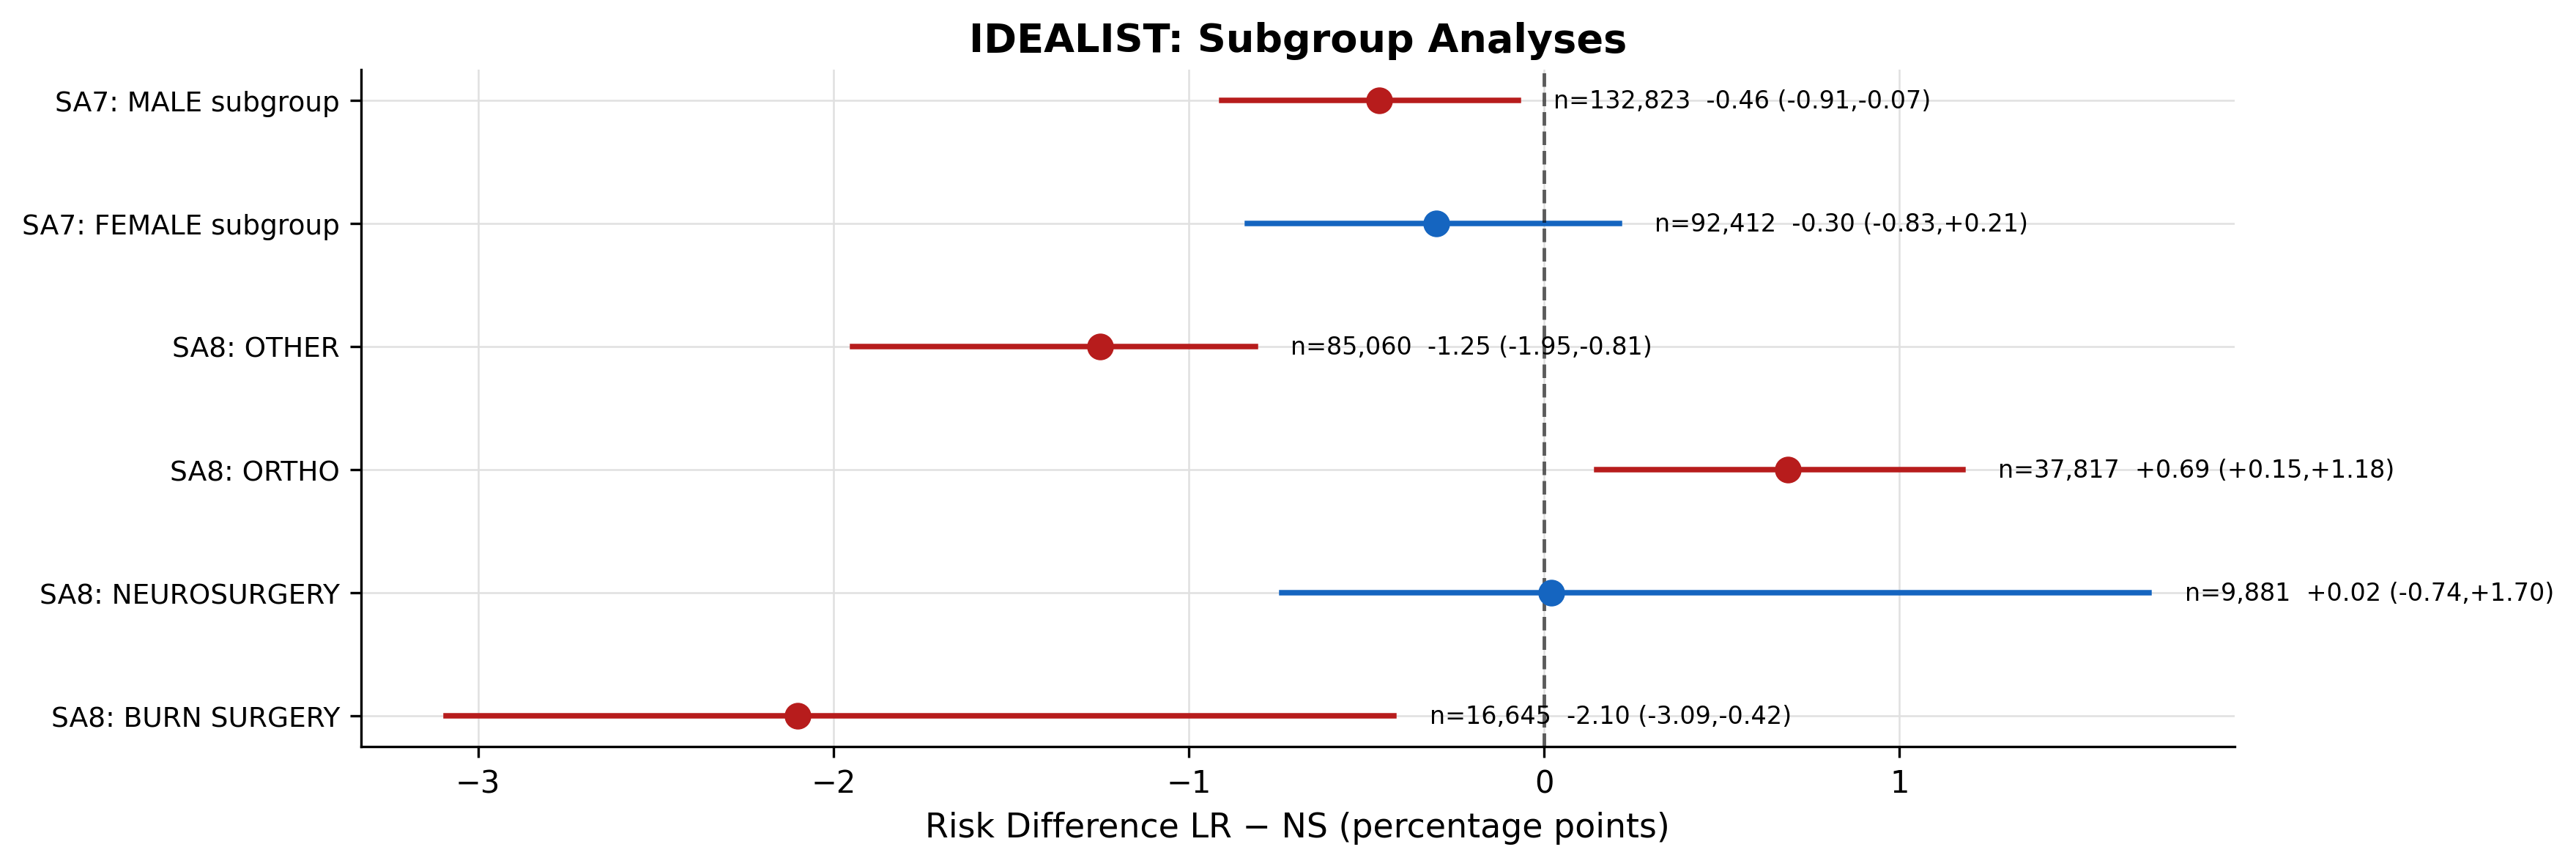 IDEALIST: Subgroup Analyses
SA7: MALE subgroup
n=132,823 -0.46 (-0.91,-0.07)
SA7: FEMALE subgroup
n=92,412 -0.30 (-0.83,+0.21)
SA8: OTHER
n=85,060 -1.25 (-1.95,-0.81)
SA8: ORTHO
n=37,817 +0.69 (+0.15,+1.18)
SA8: NEUROSURGERY
n=9,881 +0.02 (-0.74,+1.70)
SA8: BURN SURGERY
n=16,645 -2.10 (-3.09,-0.42)
−3 −2 −1 0 1
Risk Difference LR − NS (percentage points)